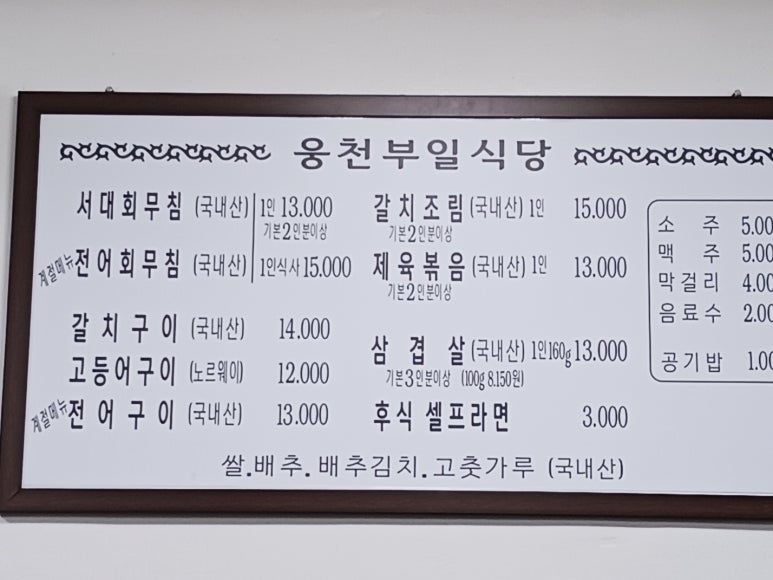 웅천부일식당
서대회무침 (국내산) 1인 13.000
기본2인분이상
계절메뉴 전어회무침 (국내산) 1인식사 15.000
갈치구이 (국내산) 14.000
고등어구이 (노르웨이) 12.000
계절메뉴 전어구이 (국내산) 13.000
갈치조림 (국내산) 1인 15.000
기본2인분이상
제육볶음 (국내산) 1인 13.000
기본2인분이상
삼겹살 (국내산) 1인160g 13.000
기본3인분이상 (100g 8.150원)
후식 셀프라면 3.000
소주 5.00
맥주 5.00
막걸리 4.00
음료수 2.00
공기밥 1.00
쌀.배추.배추김치.고춧가루 (국내산)